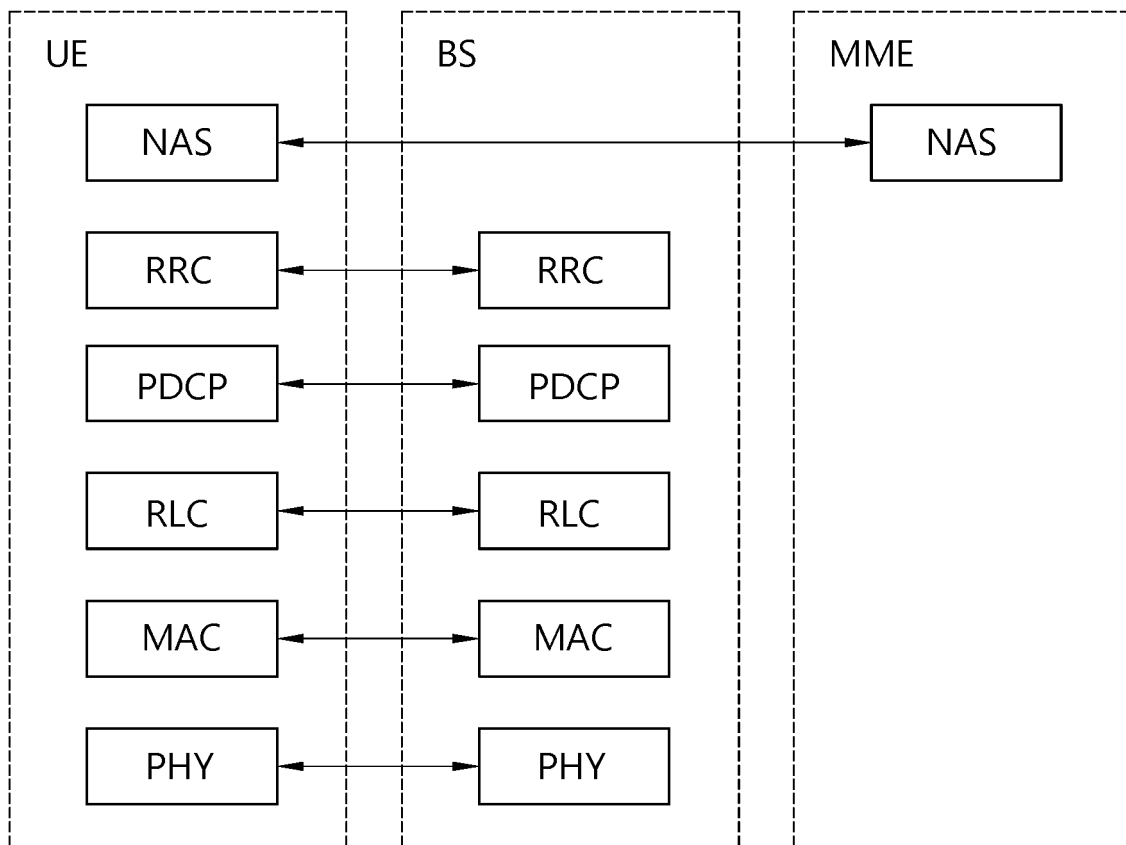 UE
BS
MME
NAS
NAS
RRC
RRC
PDCP
PDCP
RLC
RLC
MAC
MAC
PHY
PHY